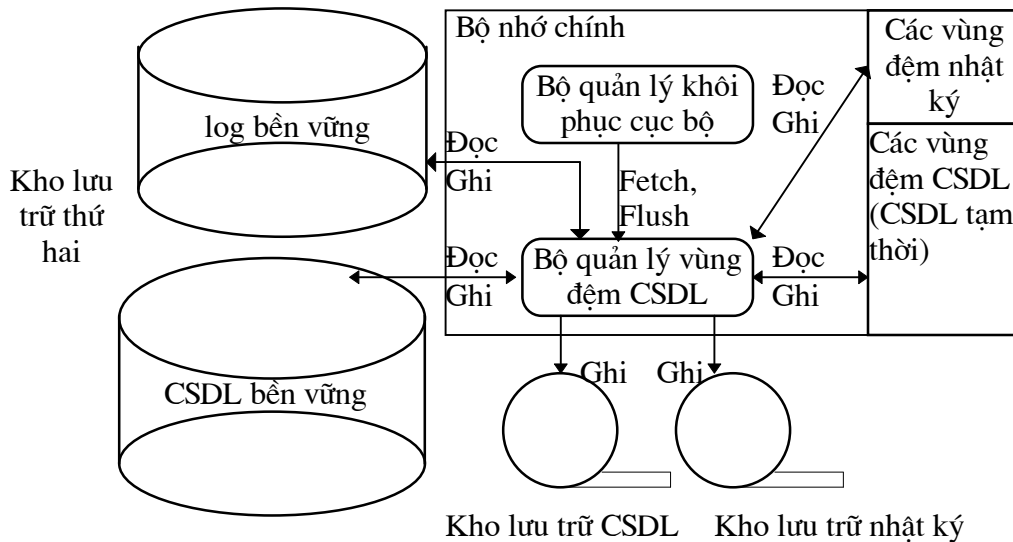 Bộ nhớ chính
Các vùng
đệm nhật
ký
Bộ quản lý khôi
phục cục bộ
Đọc
Ghi
log bền vững
Đọc
Ghi
Fetch,
Flush
Các vùng
đệm CSDL
(CSDL tạm
thời)
Kho lưu
trữ thứ
hai
Đọc
Ghi
Bộ quản lý vùng
đệm CSDL
Đọc
Ghi
CSDL bền vững
Ghi
Ghi
Kho lưu trữ CSDL
Kho lưu trữ nhật ký